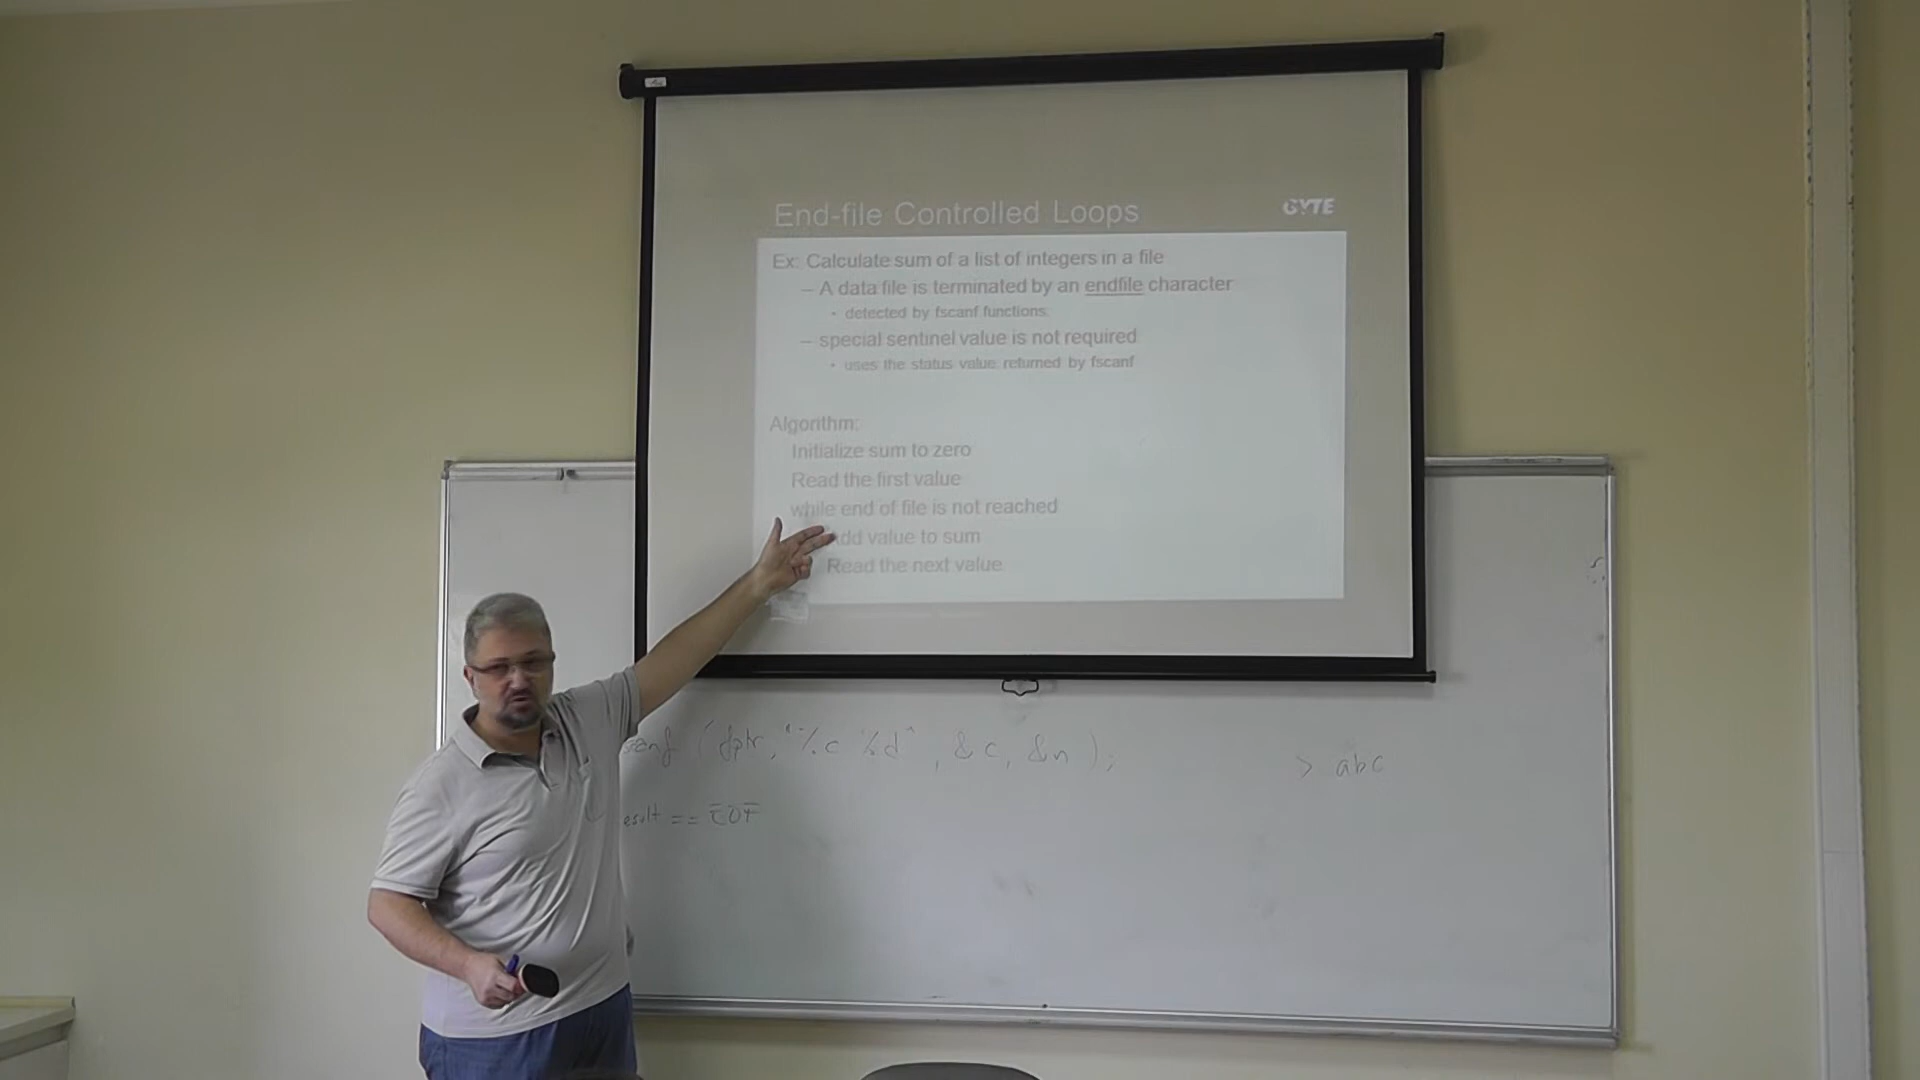 End-file Controlled Loops
GYTE
Ex: Calculate sum of a list of integers in a file
– A data file is terminated by an endfile character
• detected by fscanf functions
– special sentinel value is not required
• uses the status value returned by fscanf
Algorithm:
Initialize sum to zero
Read the first value
while end of file is not reached
add value to sum
Read the next value
scanf (fptr, "%c %d", &c, &n);
> abc
esult == EOF